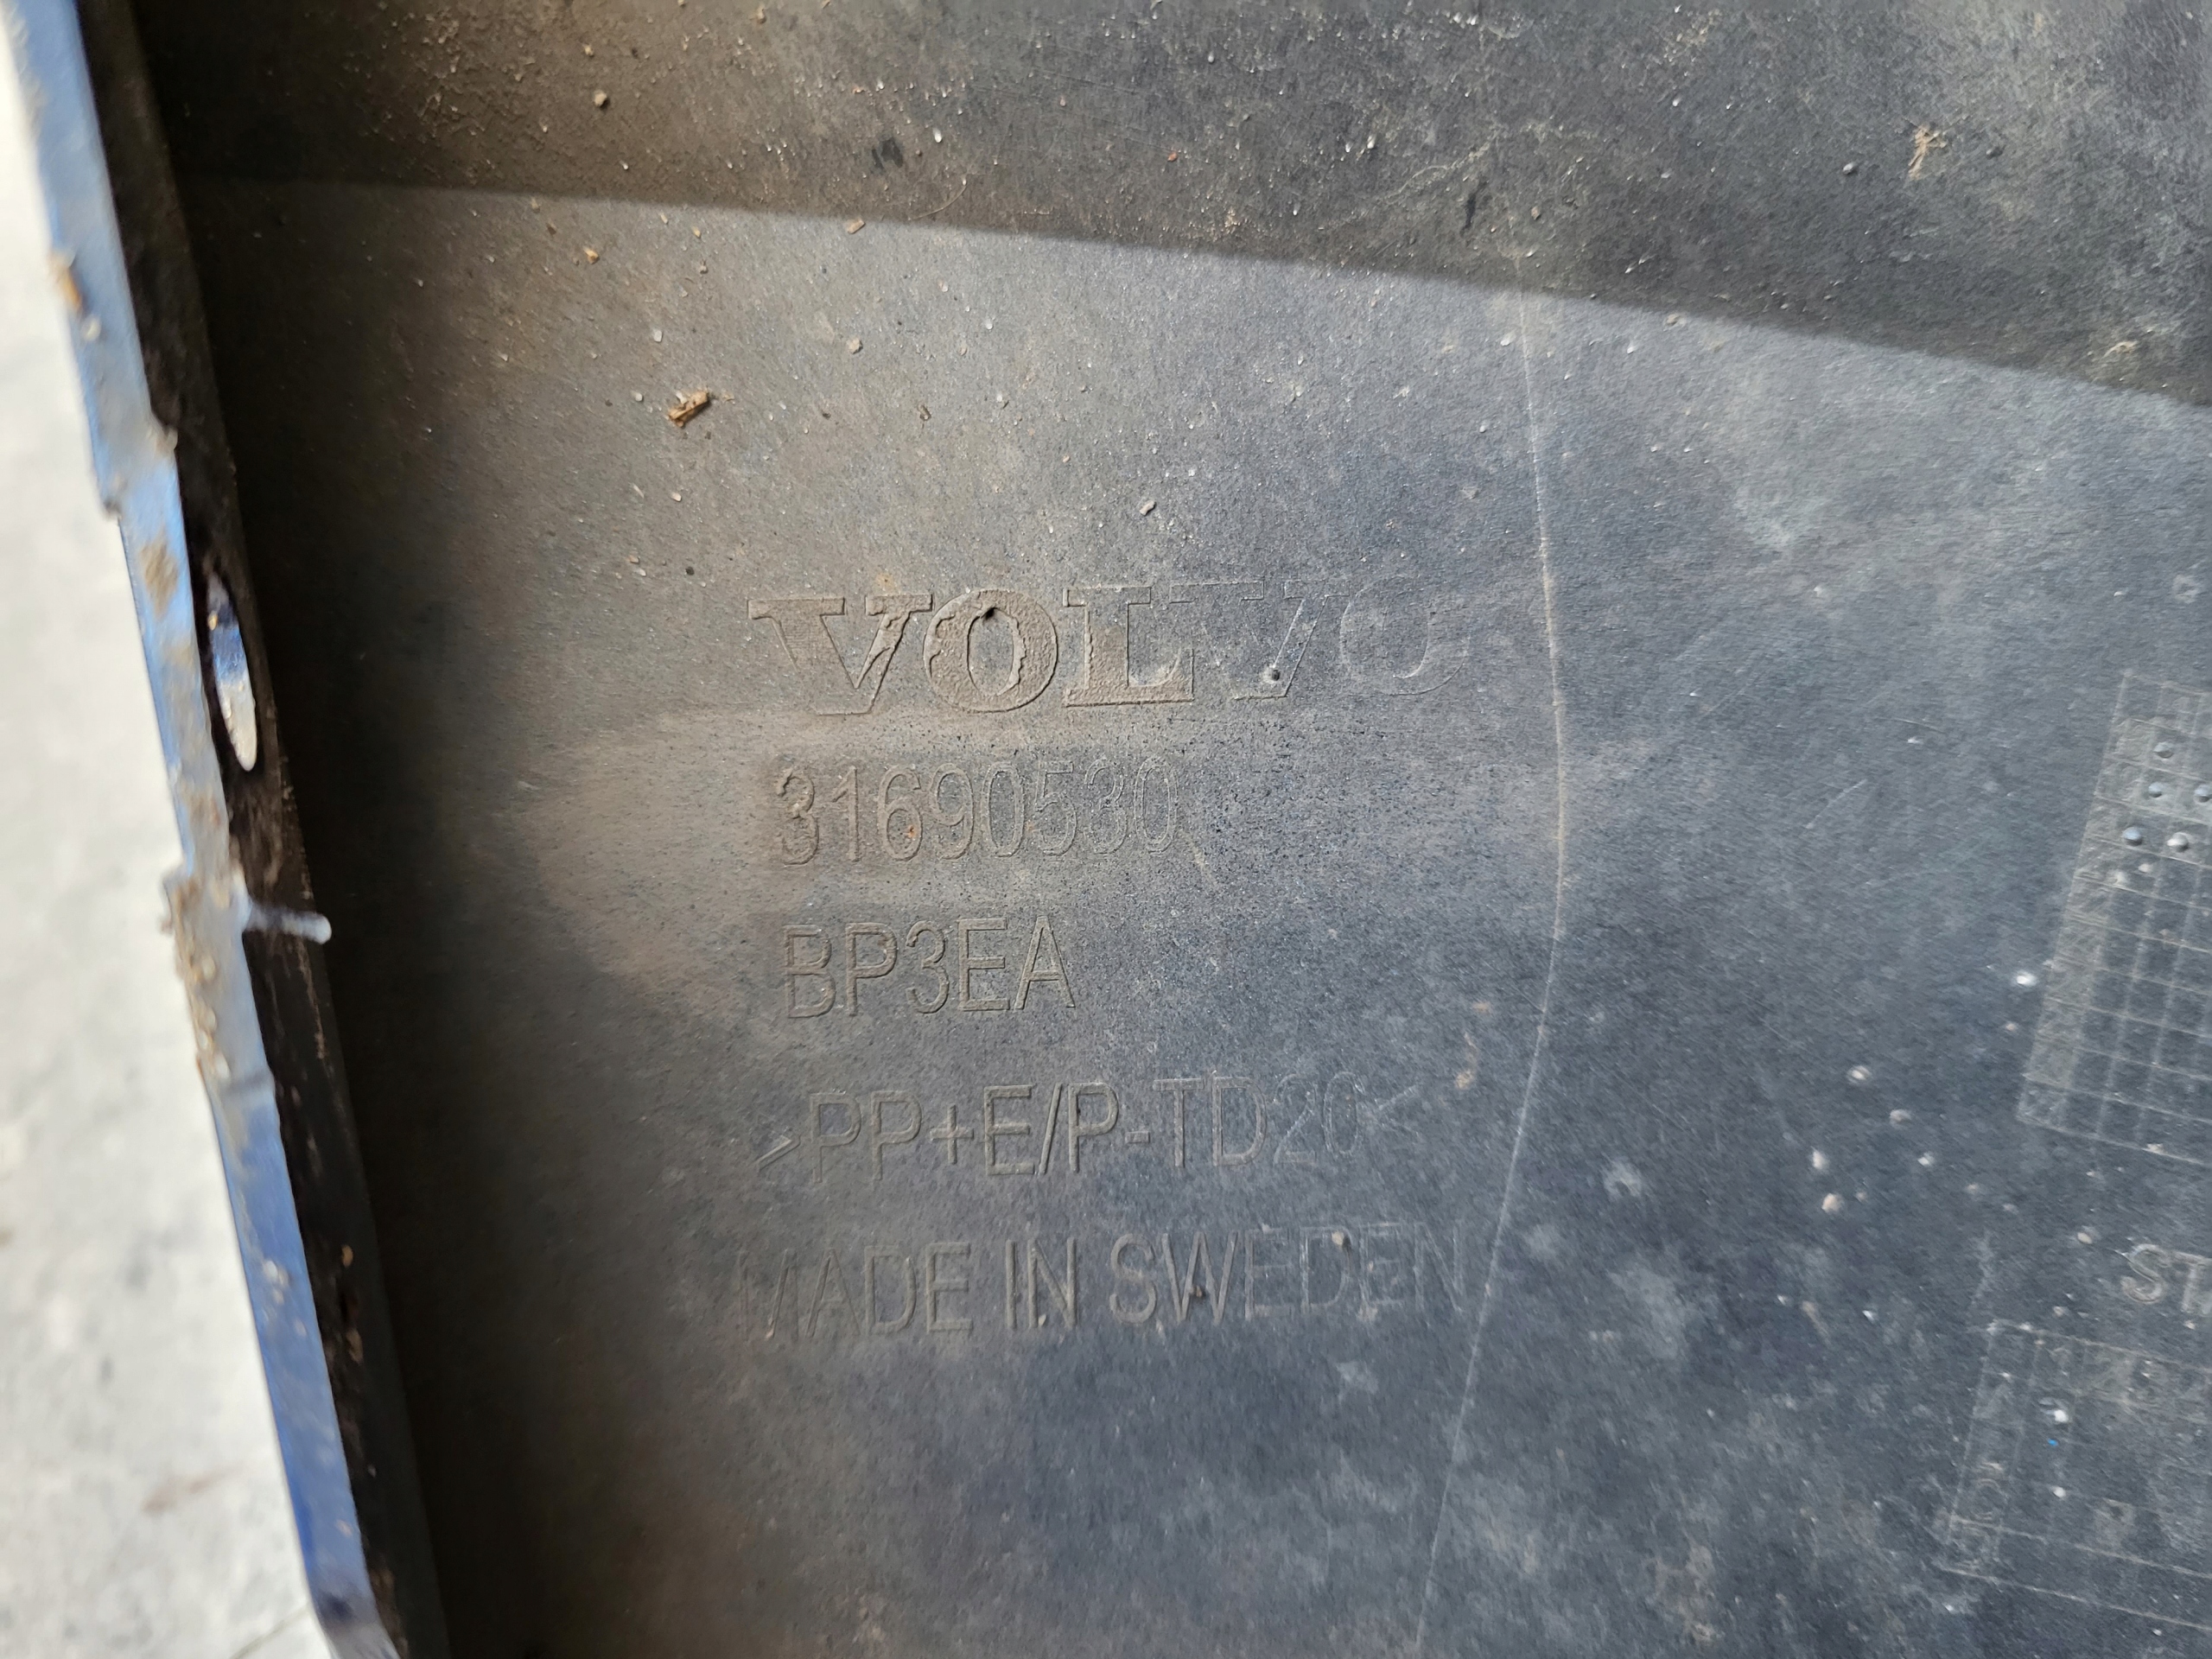 VOLVO
31690530
BP3EA
>PP+E/P-TD20<
MADE IN SWEDEN